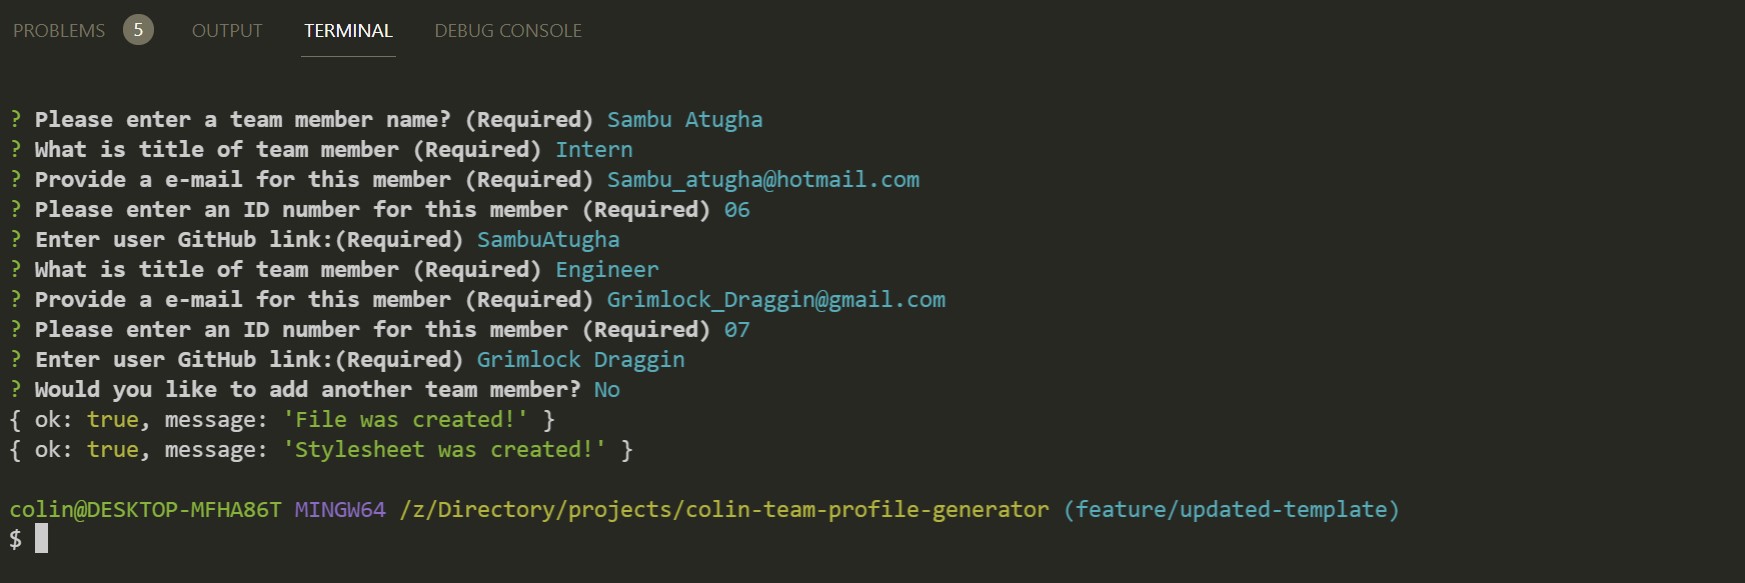 PROBLEMS 5 OUTPUT TERMINAL DEBUG CONSOLE
? Please enter a team member name? (Required) Sambu Atugha
? What is title of team member (Required) Intern
? Provide a e-mail for this member (Required) Sambu_atugha@hotmail.com
? Please enter an ID number for this member (Required) 06
? Enter user GitHub link:(Required) SambuAtugha
? What is title of team member (Required) Engineer
? Provide a e-mail for this member (Required) Grimlock_Draggin@gmail.com
? Please enter an ID number for this member (Required) 07
? Enter user GitHub link:(Required) Grimlock Draggin
? Would you like to add another team member? No
{ ok: true, message: 'File was created!' }
{ ok: true, message: 'Stylesheet was created!' }
colin@DESKTOP-MFHA86T MINGW64 /z/Directory/projects/colin-team-profile-generator (feature/updated-template)
$